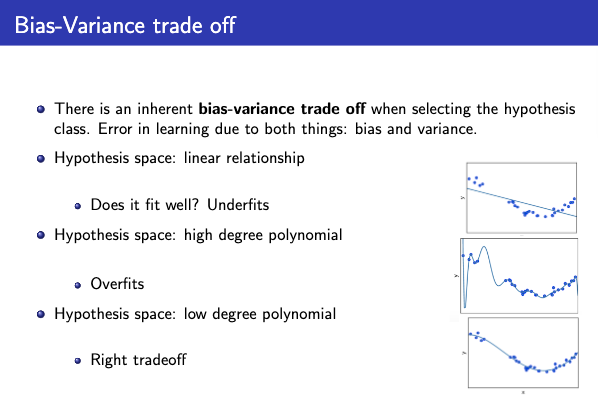 Bias-Variance trade off
There is an inherent bias-variance trade off when selecting the hypothesis
class. Error in learning due to both things: bias and variance.
Hypothesis space: linear relationship
Does it fit well? Underfits
Hypothesis space: high degree polynomial
Overfits
Hypothesis space: low degree polynomial
Right tradeoff
y
y
y
x